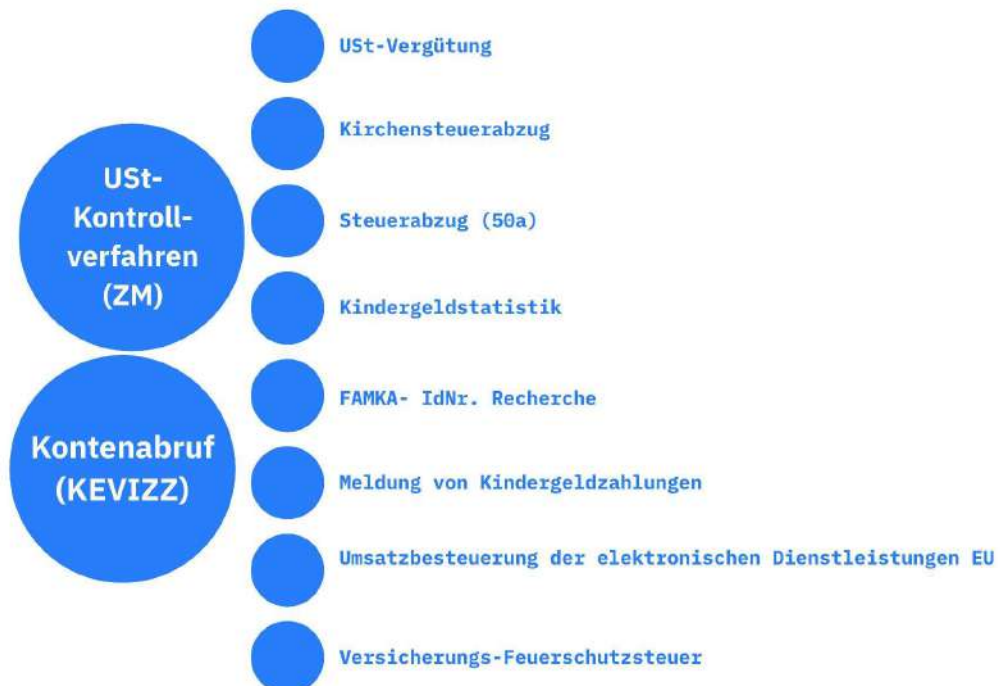 USt-Vergütung
Kirchensteuerabzug
USt-
Kontroll-
verfahren
(ZM)
Steuerabzug (50a)
Kindergeldstatistik
FAMKA- IdNr. Recherche
Kontenabruf
(KEVIZZ)
Meldung von Kindergeldzahlungen
Umsatzbesteuerung der elektronischen Dienstleistungen EU
Versicherungs-Feuerschutzsteuer